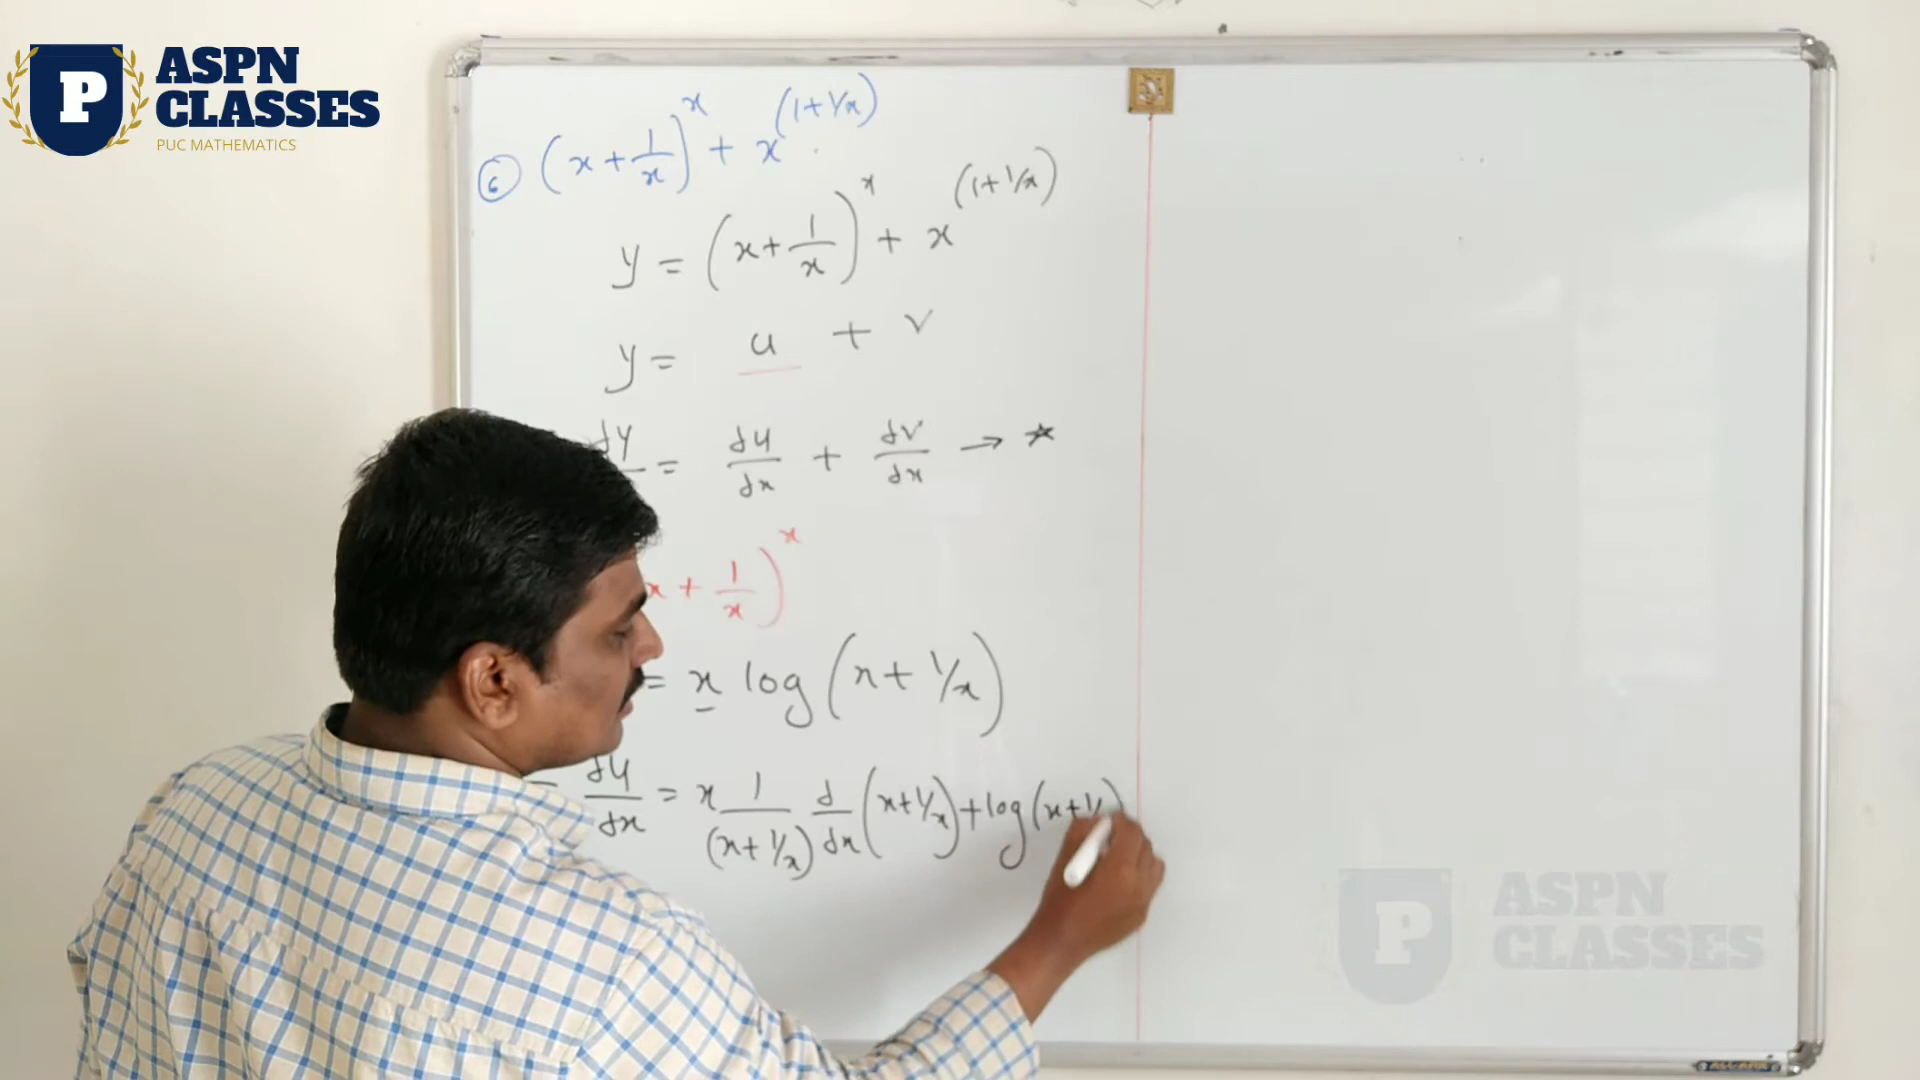 P
ASPN
CLASSES
PUC MATHEMATICS
⑥ (x + 1/x)^x + x^(1+1/x)
y = (x + 1/x)^x + x^(1+1/x)
y = u + v
dy = du/dx + dv/dx → ★
x + 1/x)^x
= x log (x + 1/x)
du/dx = x 1/(x+1/x) d/dx (x+1/x) + log (x+1/
P
ASPN
CLASSES